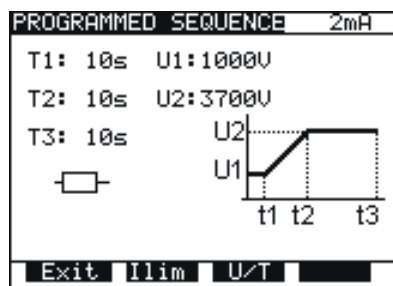 PROGRAMMED SEQUENCE 2mA
T1: 10s U1:1000V
T2: 10s U2:3700V
T3: 10s
U2
U1
t1 t2 t3
Exit Ilim U/T